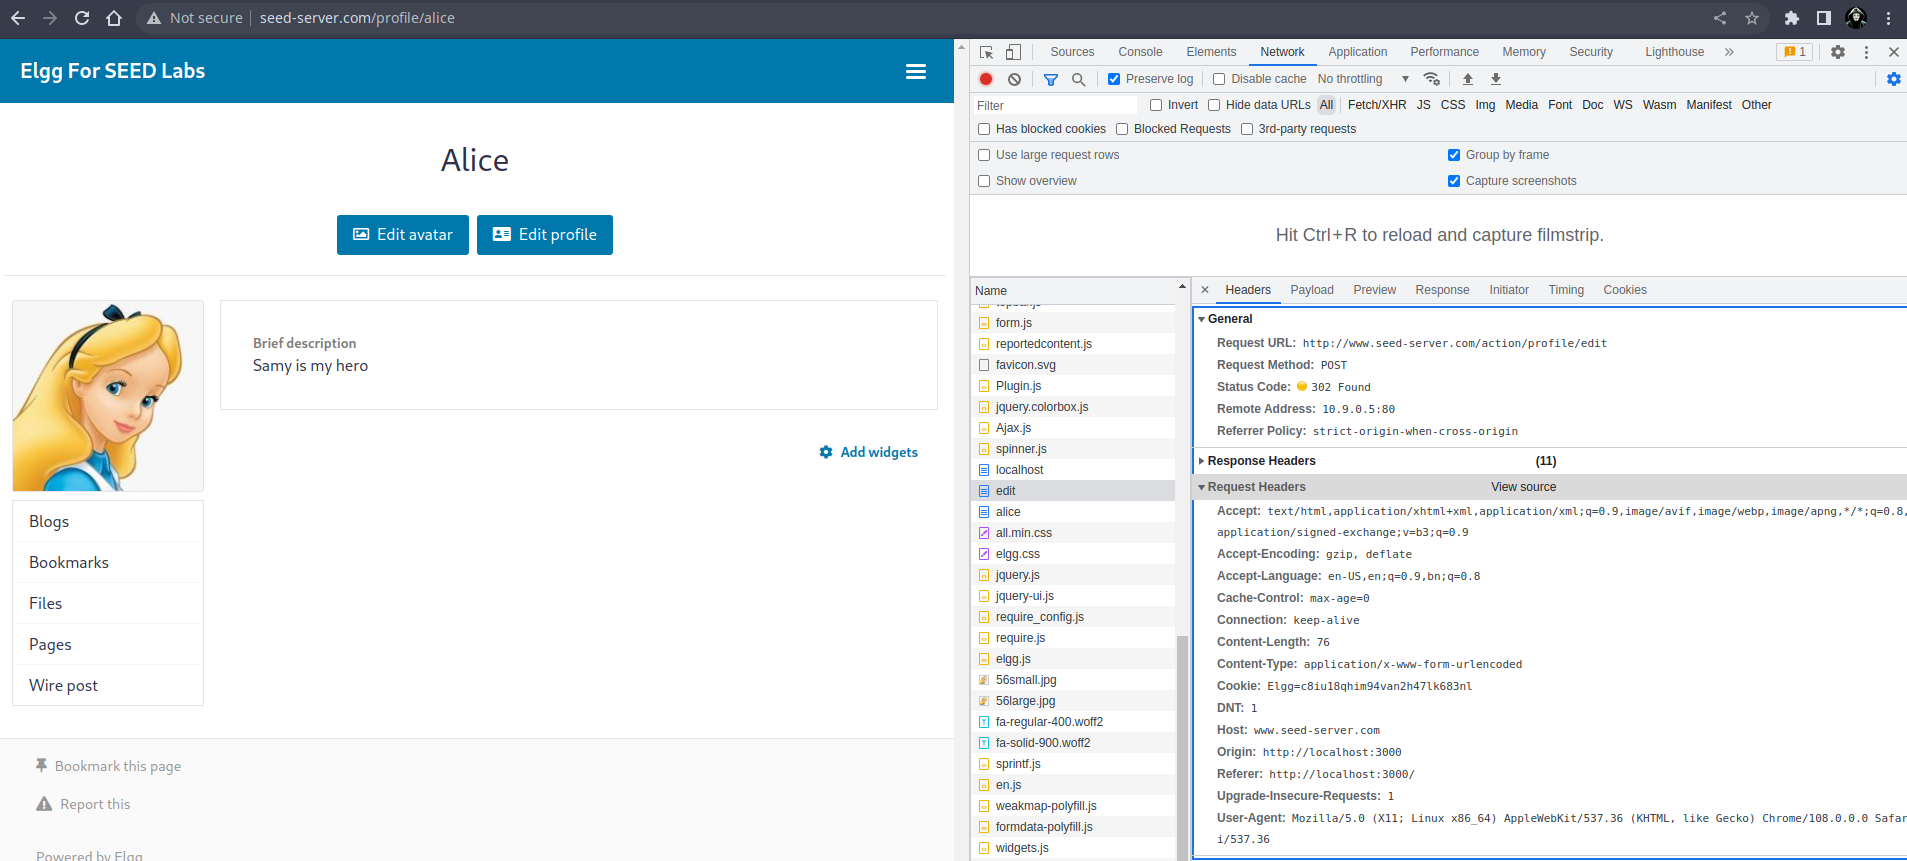 Not secure seed-server.com/profile/alice
Elgg For SEED Labs
Alice
Edit avatar Edit profile
Brief description
Samy is my hero
Add widgets
Blogs
Bookmarks
Files
Pages
Wire post
Bookmark this page
Report this
Powered by Elgg
Sources Console Elements Network Application Performance Memory Security Lighthouse » 1
Preserve log Disable cache No throttling
Filter Invert Hide data URLs All Fetch/XHR JS CSS Img Media Font Doc WS Wasm Manifest Other
Has blocked cookies Blocked Requests 3rd-party requests
Use large request rows Group by frame
Show overview Capture screenshots
Hit Ctrl+R to reload and capture filmstrip.
Name
topbar.js
form.js
reportedcontent.js
favicon.svg
Plugin.js
jquery.colorbox.js
Ajax.js
spinner.js
localhost
edit
alice
all.min.css
elgg.css
jquery.js
jquery-ui.js
require_config.js
require.js
elgg.js
56small.jpg
56large.jpg
fa-regular-400.woff2
fa-solid-900.woff2
sprintf.js
en.js
weakmap-polyfill.js
formdata-polyfill.js
widgets.js
Headers Payload Preview Response Initiator Timing Cookies
General
Request URL: http://www.seed-server.com/action/profile/edit
Request Method: POST
Status Code: 302 Found
Remote Address: 10.9.0.5:80
Referrer Policy: strict-origin-when-cross-origin
Response Headers (11)
Request Headers View source
Accept: text/html,application/xhtml+xml,application/xml;q=0.9,image/avif,image/webp,image/apng,*/*;q=0.8,
application/signed-exchange;v=b3;q=0.9
Accept-Encoding: gzip, deflate
Accept-Language: en-US,en;q=0.9,bn;q=0.8
Cache-Control: max-age=0
Connection: keep-alive
Content-Length: 76
Content-Type: application/x-www-form-urlencoded
Cookie: Elgg=c8iu18qhim94van2h47lk683nl
DNT: 1
Host: www.seed-server.com
Origin: http://localhost:3000
Referer: http://localhost:3000/
Upgrade-Insecure-Requests: 1
User-Agent: Mozilla/5.0 (X11; Linux x86_64) AppleWebKit/537.36 (KHTML, like Gecko) Chrome/108.0.0.0 Safar
i/537.36